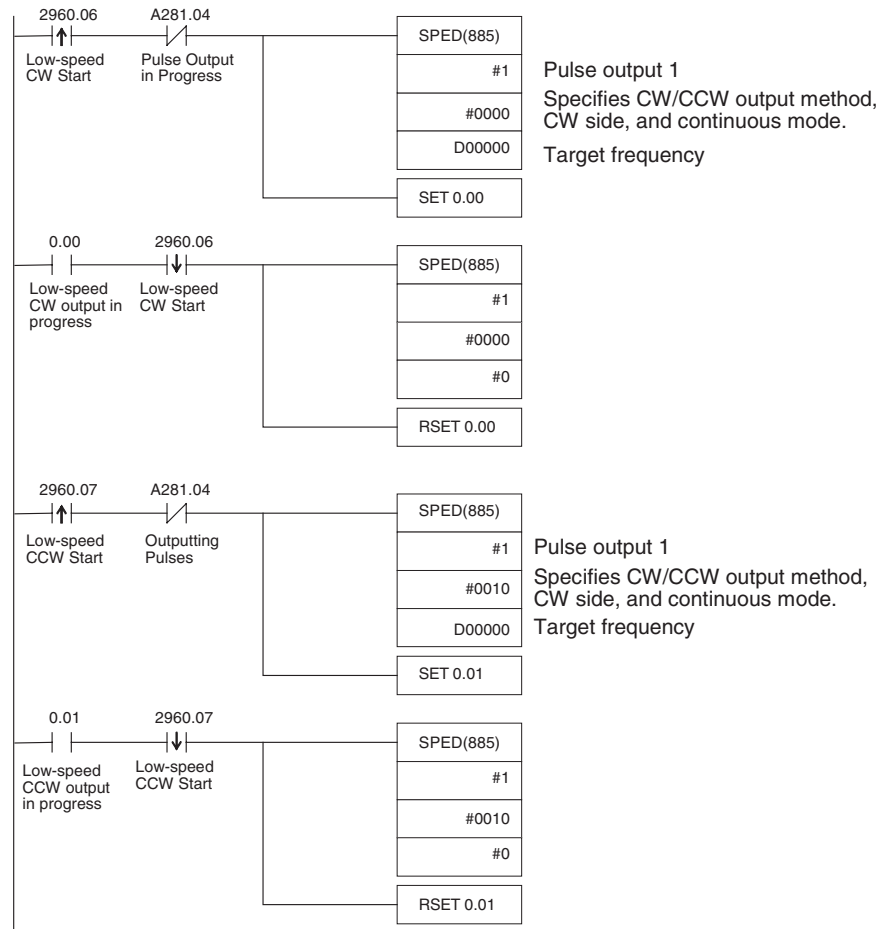 2960.06 A281.04
Low-speed CW Start
Pulse Output in Progress
SPED(885)
#1 Pulse output 1
#0000 Specifies CW/CCW output method, CW side, and continuous mode.
D00000 Target frequency
SET 0.00
0.00 2960.06
Low-speed CW output in progress
Low-speed CW Start
SPED(885)
#1
#0000
#0
RSET 0.00
2960.07 A281.04
Low-speed CCW Start
Outputting Pulses
SPED(885)
#1 Pulse output 1
#0010 Specifies CW/CCW output method, CW side, and continuous mode.
D00000 Target frequency
SET 0.01
0.01 2960.07
Low-speed CCW output in progress
Low-speed CCW Start
SPED(885)
#1
#0010
#0
RSET 0.01